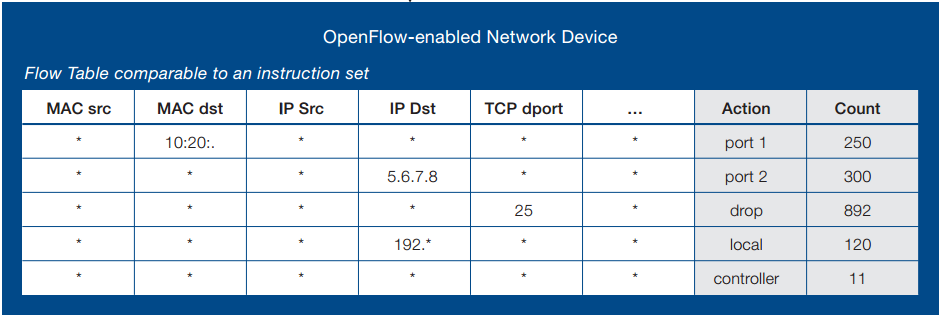 OpenFlow-enabled Network Device
Flow Table comparable to an instruction set
MAC src MAC dst IP Src IP Dst TCP dport ... Action Count
* 10:20:. * * * * port 1 250
* * * 5.6.7.8 * * port 2 300
* * * * 25 * drop 892
* * * 192.* * * local 120
* * * * * * controller 11